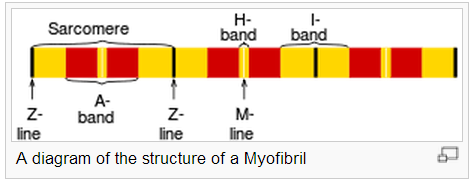 Sarcomere
H-
band
I-
band
Z-
line
A-
band
Z-
line
M-
line
A diagram of the structure of a Myofibril